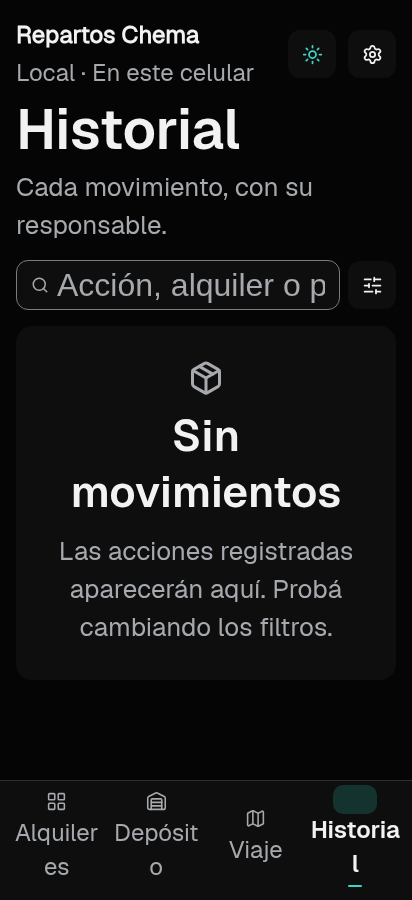 Repartos Chema
Local · En este celular
Historial
Cada movimiento, con su
responsable.
Acción, alquiler o p
Sin
movimientos
Las acciones registradas
aparecerán aquí. Probá
cambiando los filtros.
Alquiler
es
Depósit
o
Viaje
Historia
l